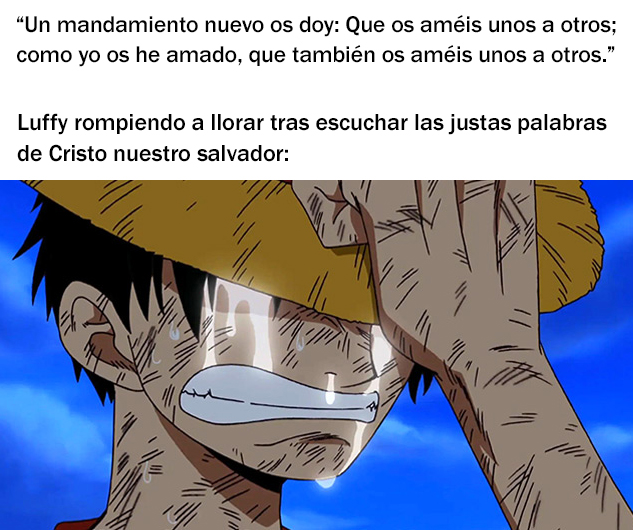 “Un mandamiento nuevo os doy: Que os améis unos a otros;
como yo os he amado, que también os améis unos a otros.”
Luffy rompiendo a llorar tras escuchar las justas palabras
de Cristo nuestro salvador: